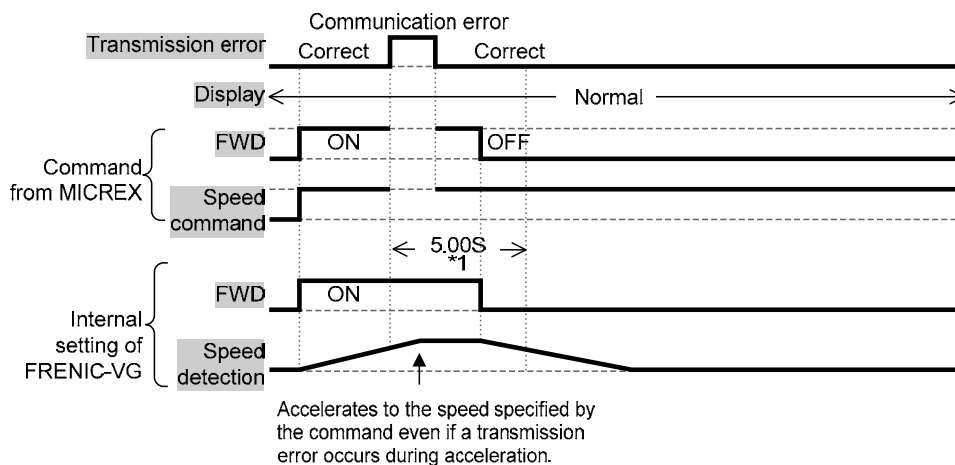 Communication error
Transmission error
Correct
Correct
Display
Normal
Command
from MICREX
FWD
ON
OFF
Speed
command
5.00S
*1
Internal
setting of
FRENIC-VG
FWD
ON
Speed
detection
Accelerates to the speed specified by
the command even if a transmission
error occurs during acceleration.